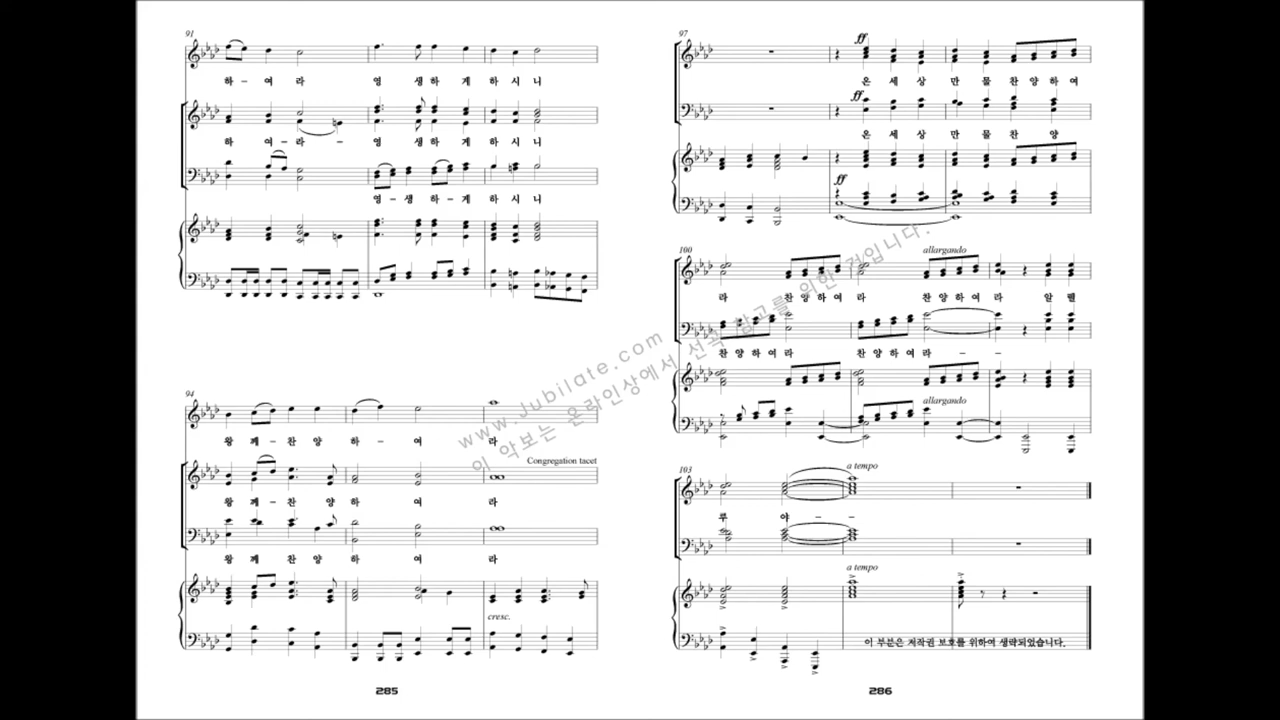 91
하 - 여 라 영 생 하 게 하 시 니
하 여 - 라 - 영 생 하 게 하 시 니
영 - 생 하 - 게 하 시 니
94
왕 께 - 찬 양 하 - 여 라
Congregation tacet
왕 께 - 찬 양 하 여 라
왕 께 찬 양 하 여 라
cresc.
285
97
ff
온 세 상 만 물 찬 양 하 여
ff
온 세 상 만 물 찬 양
ff
100
allargando
라 찬 양 하 여 라 찬 양 하 여 라 알 렐
찬 양 하 여 라 찬 양 하 여 라 - -
allargando
103
a tempo
루 야 - -
a tempo
이 부분은 저작권 보호를 위하여 생략되었습니다.
286
www.Jubilate.com
이 악보는 온라인상에서 선곡 참고를 위한 것입니다.